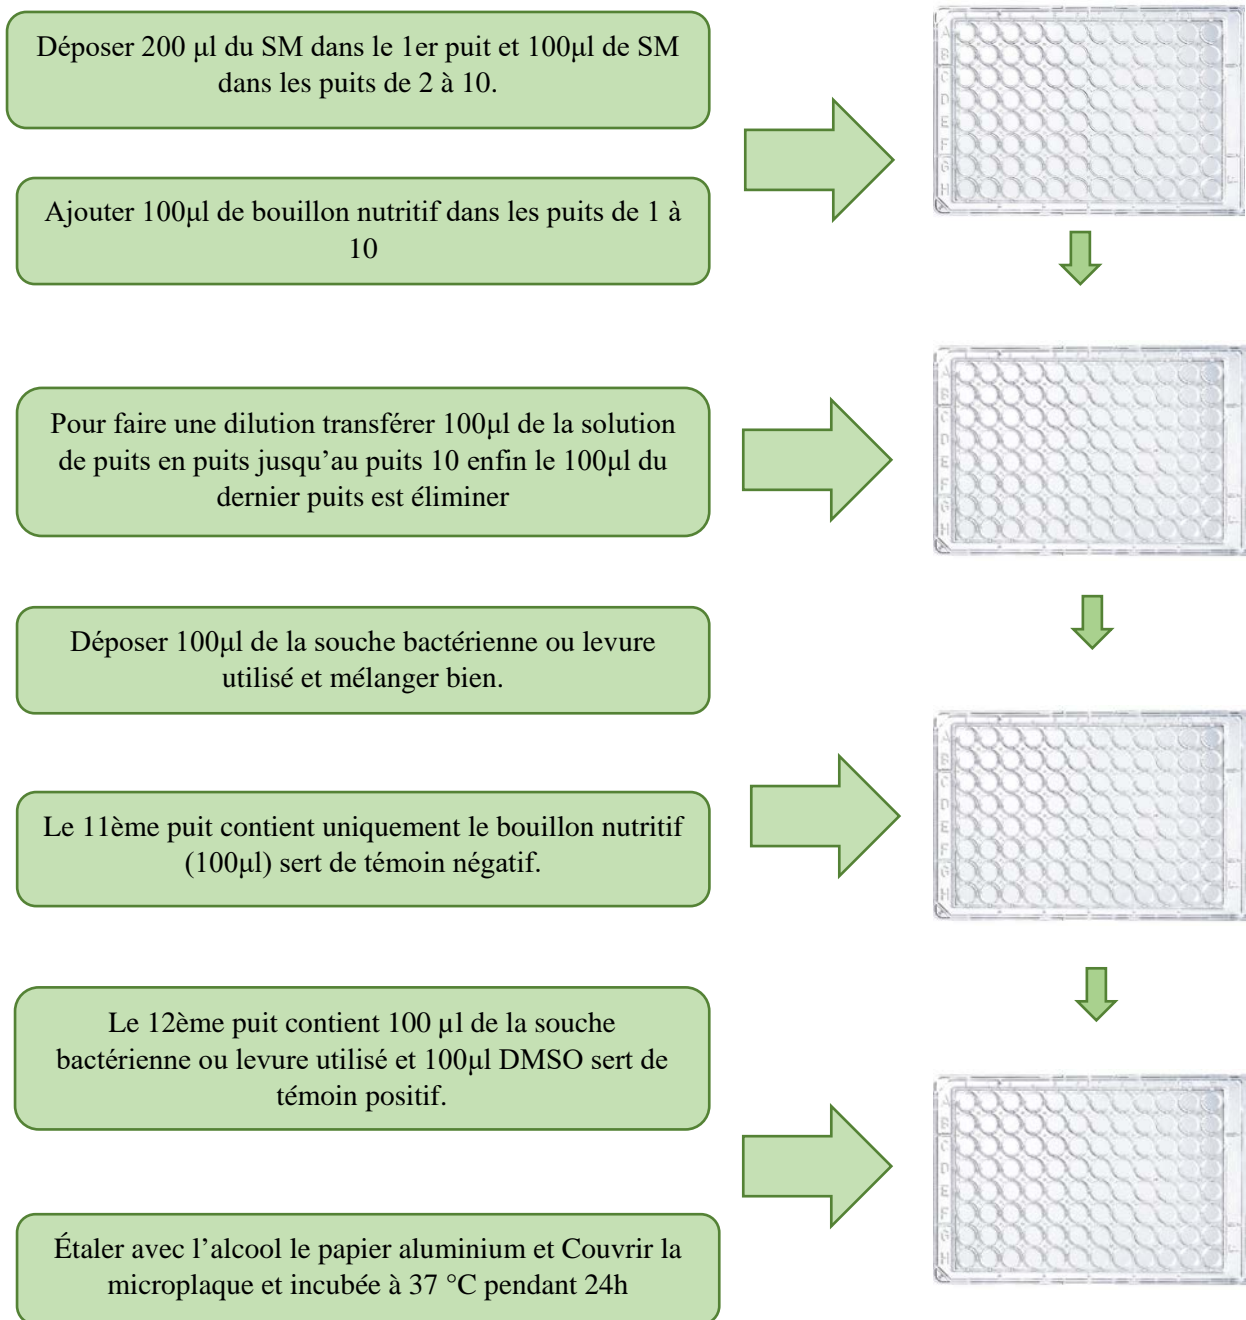 Déposer 200 µl du SM dans le 1er puit et 100µl de SM
dans les puits de 2 à 10.
Ajouter 100µl de bouillon nutritif dans les puits de 1 à
10
Pour faire une dilution transférer 100µl de la solution
de puits en puits jusqu’au puits 10 enfin le 100µl du
dernier puits est éliminer
Déposer 100µl de la souche bactérienne ou levure
utilisé et mélanger bien.
Le 11ème puit contient uniquement le bouillon nutritif
(100µl) sert de témoin négatif.
Le 12ème puit contient 100 µl de la souche
bactérienne ou levure utilisé et 100µl DMSO sert de
témoin positif.
Étaler avec l’alcool le papier aluminium et Couvrir la
microplaque et incubée à 37 °C pendant 24h
A
B
C
D
E
F
G
H
A
B
C
D
E
F
G
H
A
B
C
D
E
F
G
H
A
B
C
D
E
F
G
H